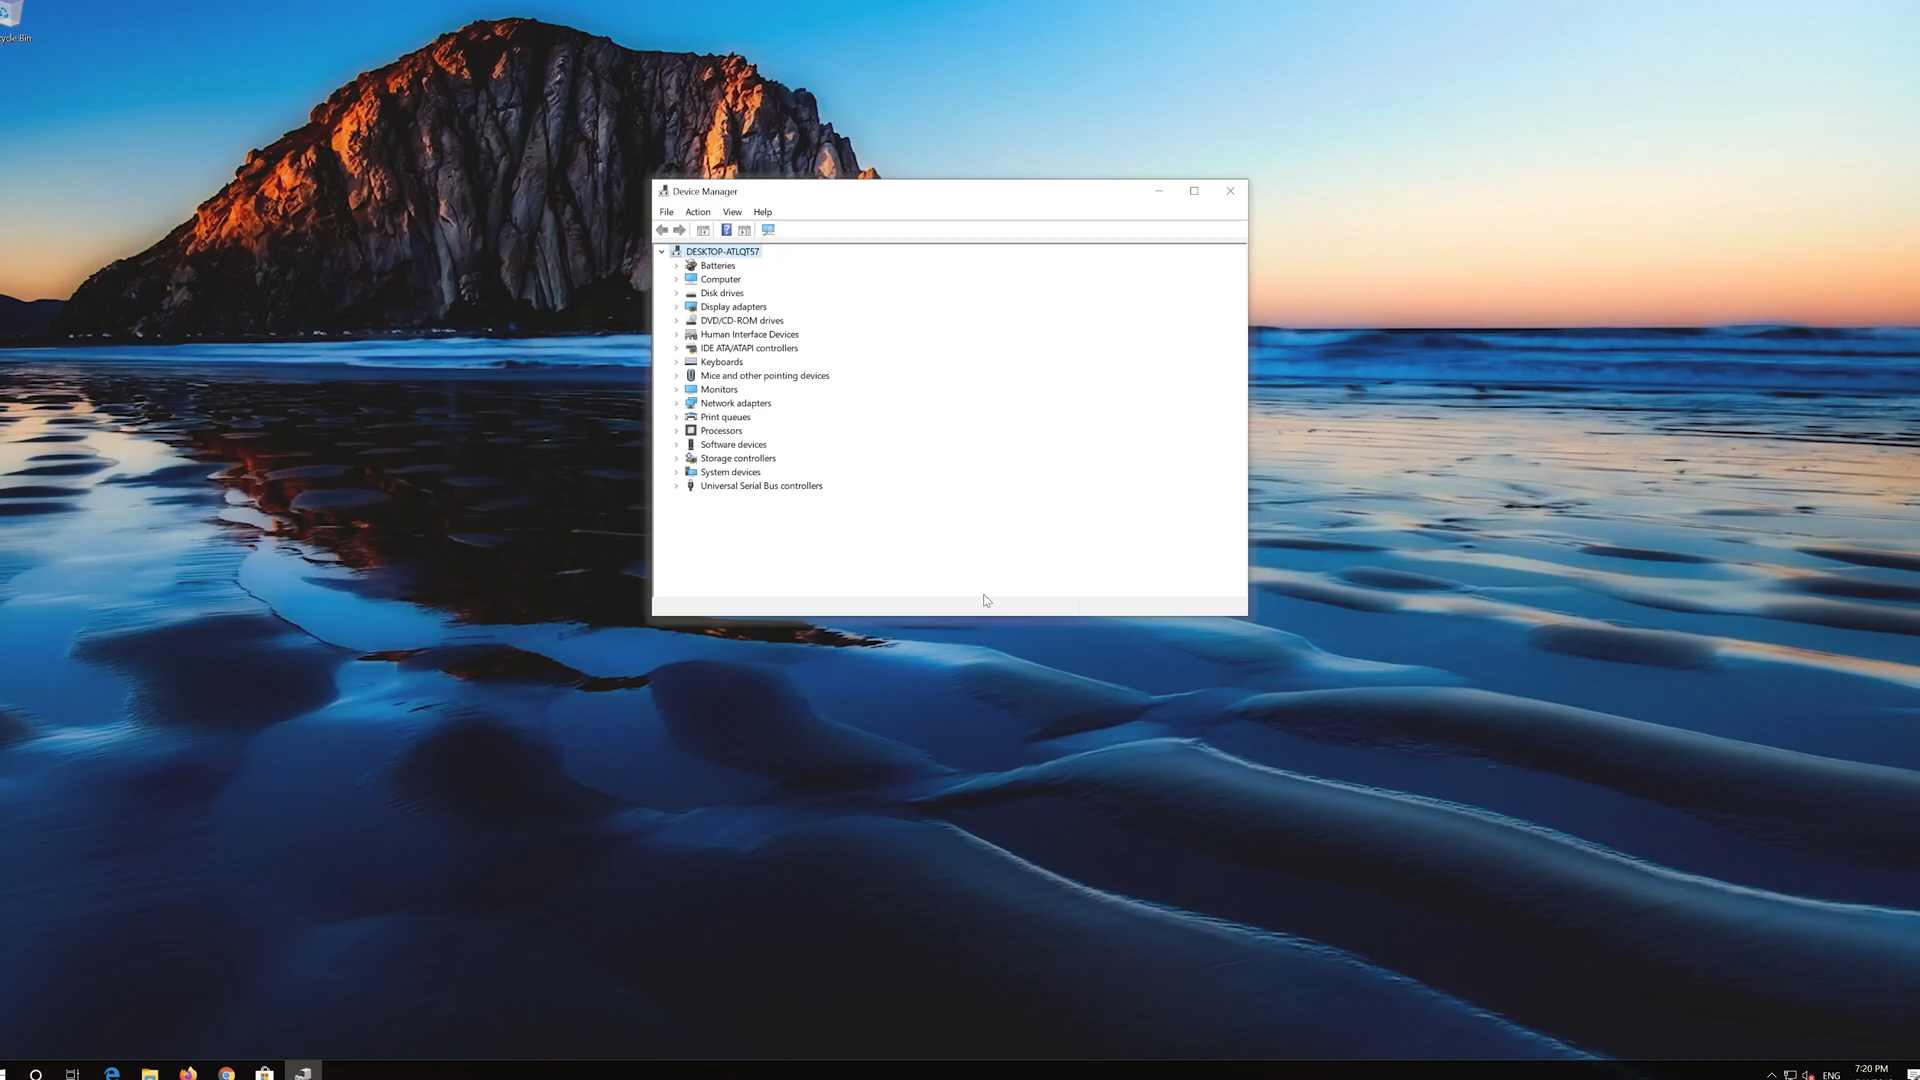 cycle Bin
Device Manager
File Action View Help
DESKTOP-ATLQT57
Batteries
Computer
Disk drives
Display adapters
DVD/CD-ROM drives
Human Interface Devices
IDE ATA/ATAPI controllers
Keyboards
Mice and other pointing devices
Monitors
Network adapters
Print queues
Processors
Software devices
Storage controllers
System devices
Universal Serial Bus controllers
ENG
7:20 PM